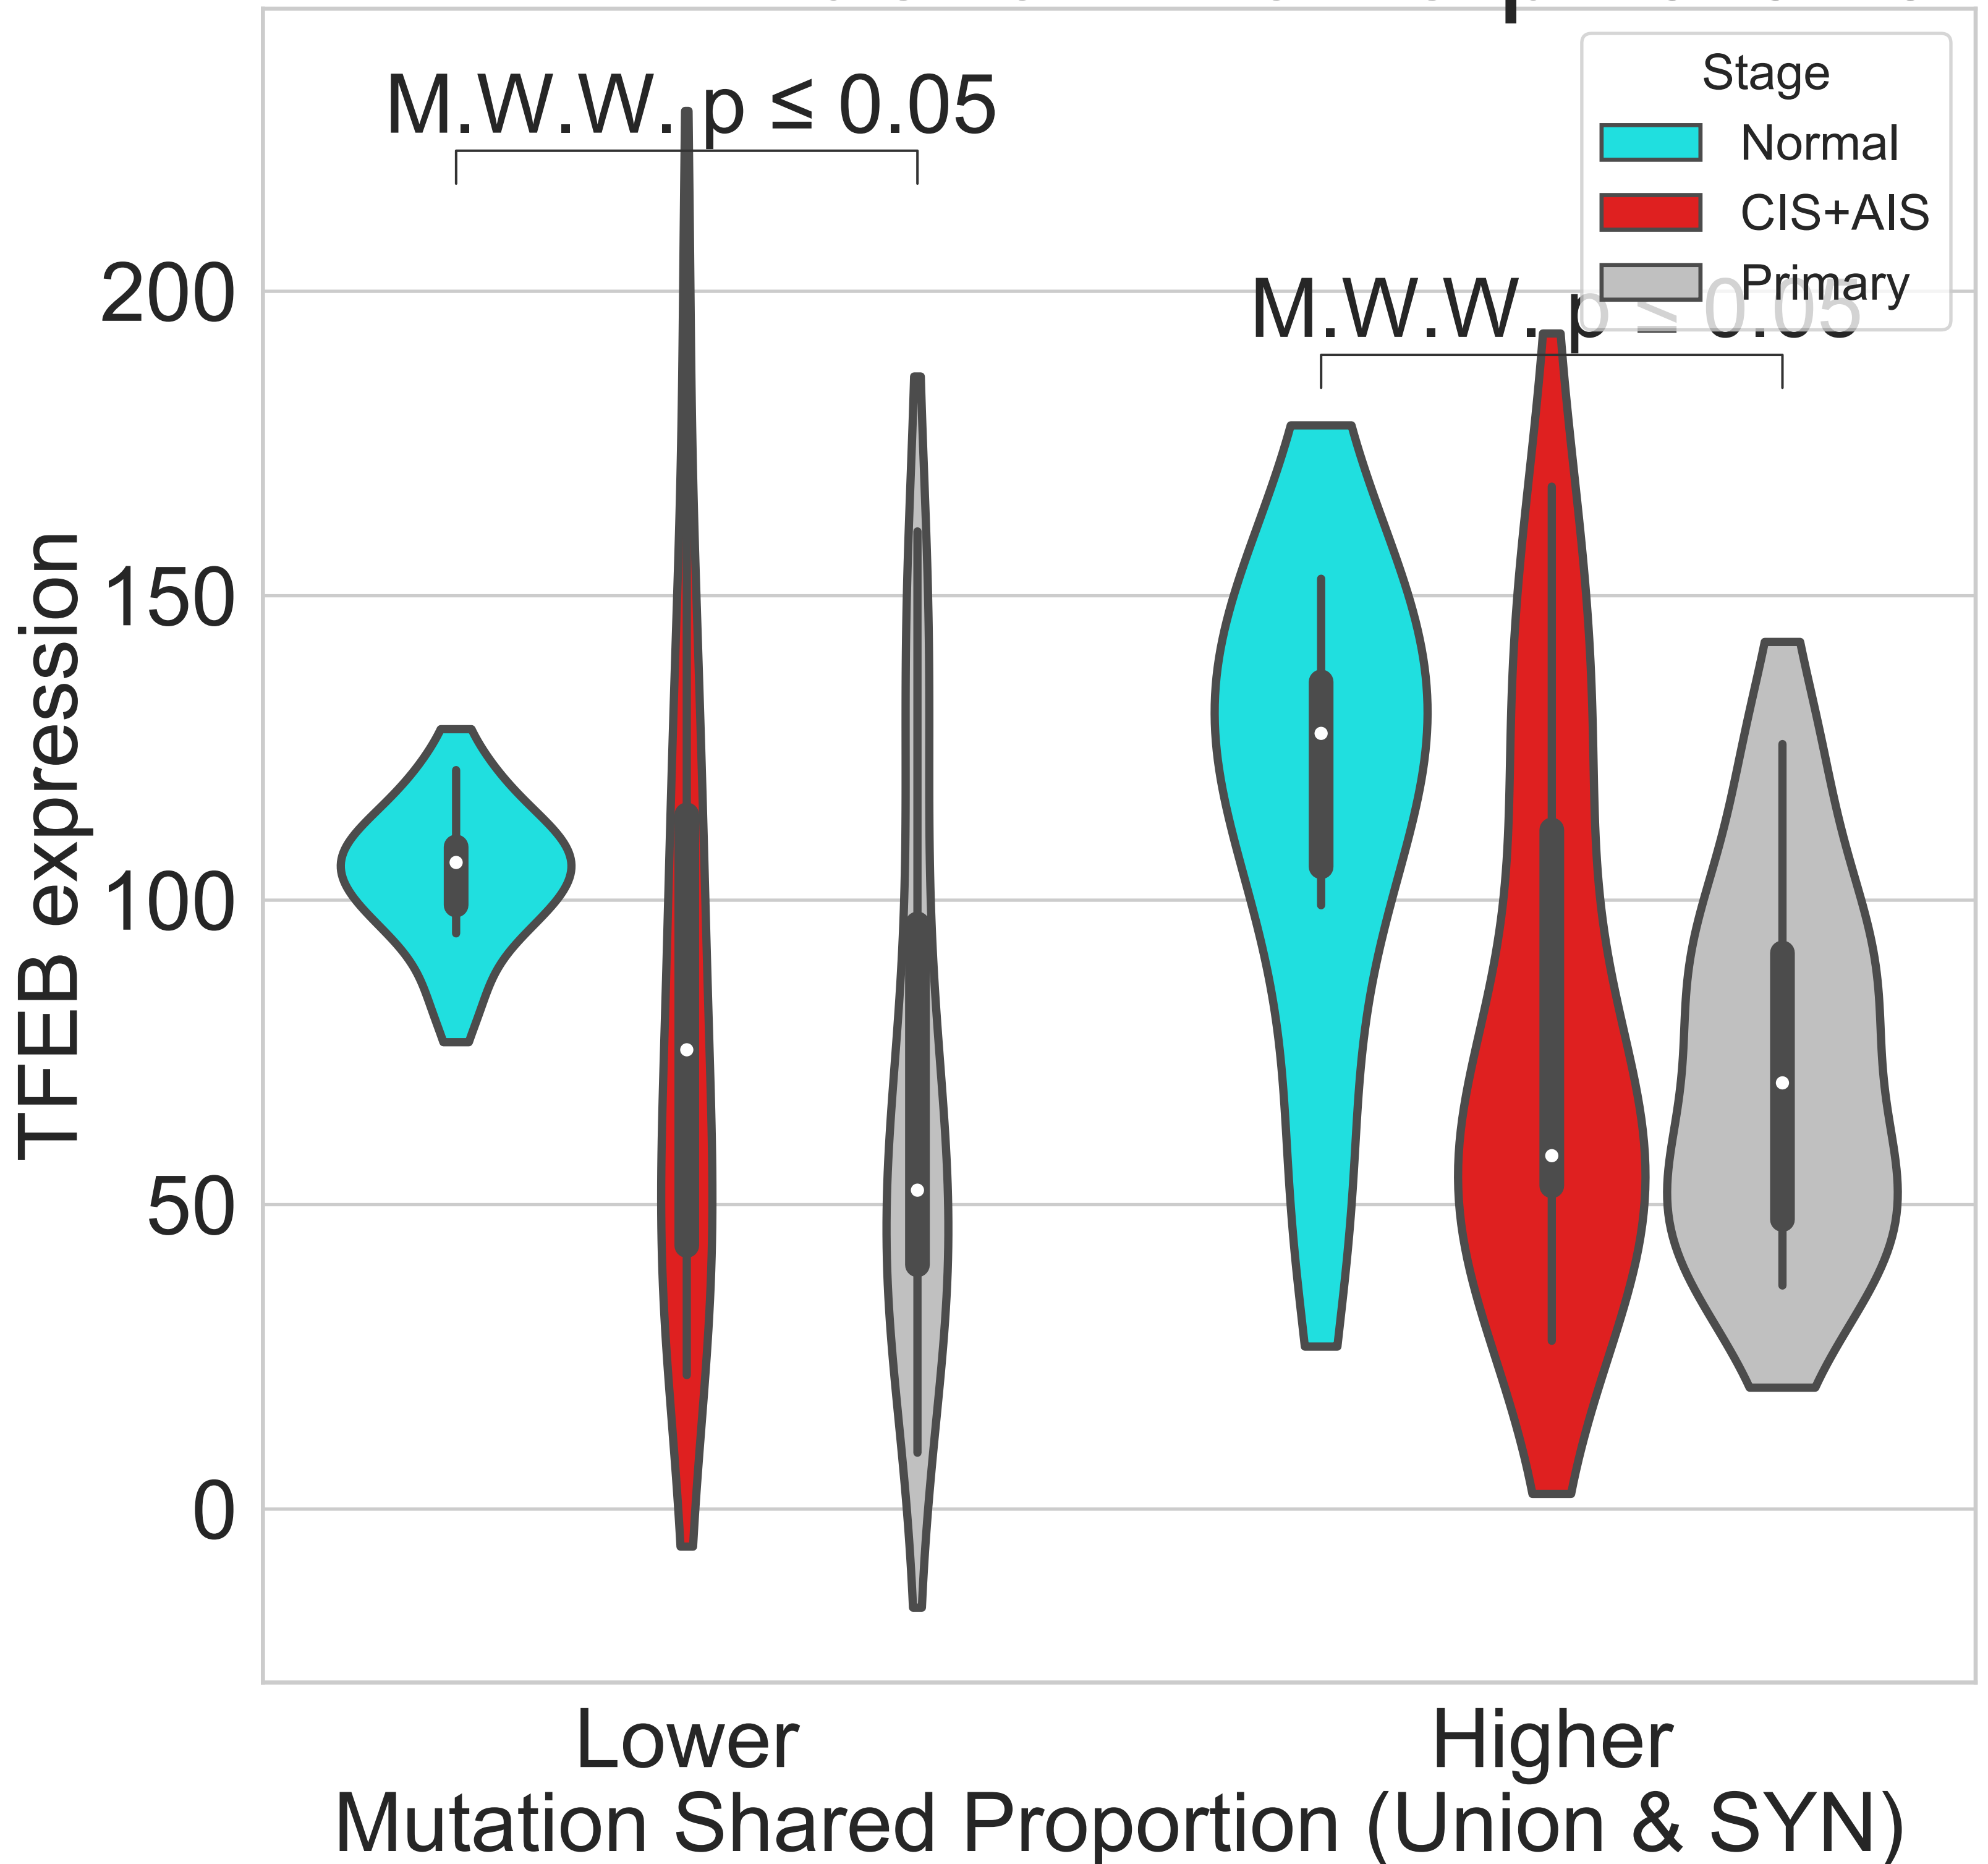 M.W.W. p ≤ 0.05
Stage
Normal
CIS+AIS
Primary
M.W.W. p ≤ 0.05
200
150
100
50
0
TFEB expression
Lower
Higher
Mutation Shared Proportion (Union & SYN)